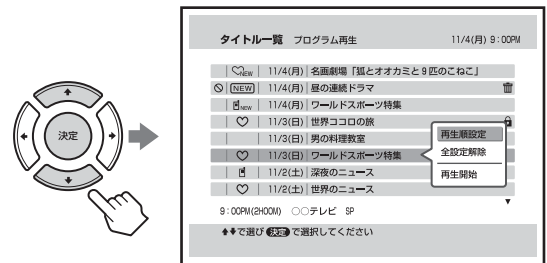 決定
タイトル一覧 プログラム再生 11/4(月) 9:00PM
NEW 11/4(月) 名画劇場「狐とオオカミと9匹のこねこ」
NEW 11/4(月) 昼の連続ドラマ
NEW 11/4(月) ワールドスポーツ特集
11/3(日) 世界ココロの旅
11/3(日) 男の料理教室
11/3(日) ワールドスポーツ特集
11/2(土) 深夜のニュース
11/2(土) 世界のニュース
再生順設定
全設定解除
再生開始
9:00PM(2H00M) ○○テレビ SP
で選び 決定 で選択してください